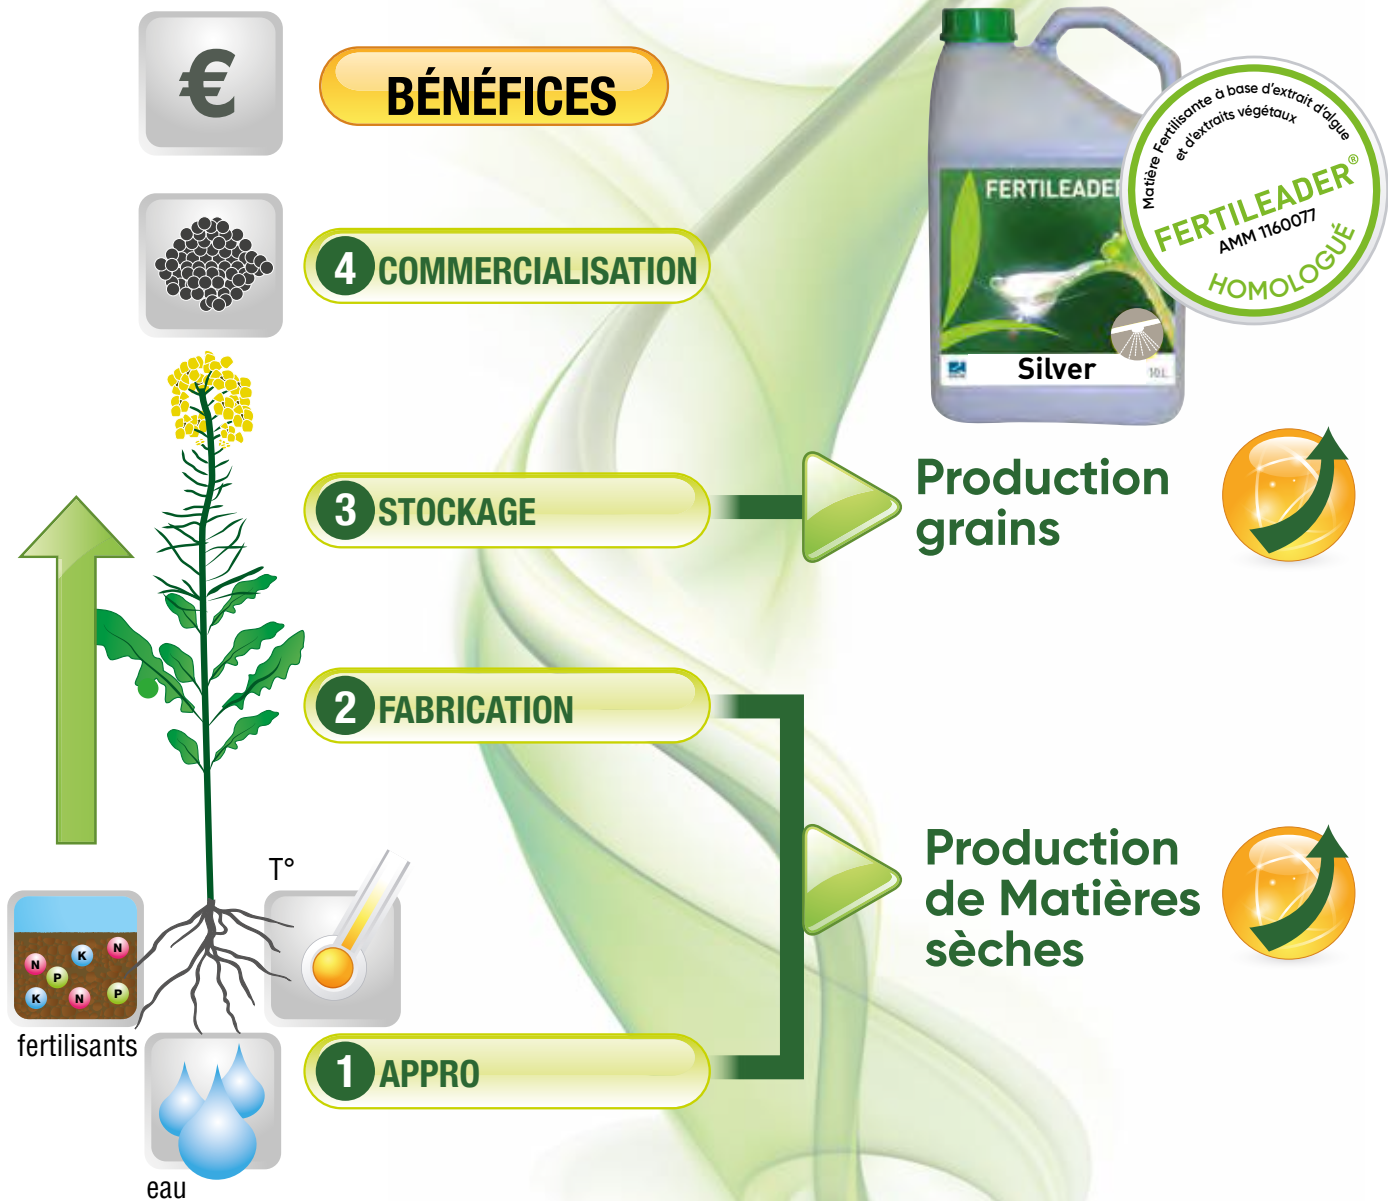 €
BÉNÉFICES
Matière Fertilisante à base d'extrait d'algue
et d'extraits végétaux
FERTILEADER®
AMM 1160077
HOMOLOGUÉ
FERTILEADER
Silver
10 L
4 COMMERCIALISATION
3 STOCKAGE
Production
grains
2 FABRICATION
Production
de Matières
sèches
T°
N
K
N
P
K
N
P
fertilisants
1 APPRO
eau